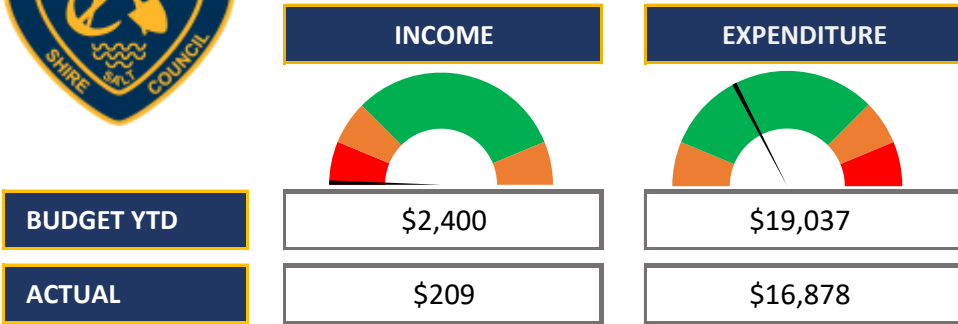 SHIRE COUNCIL
SALT
INCOME
EXPENDITURE
BUDGET YTD
$2,400
$19,037
ACTUAL
$209
$16,878